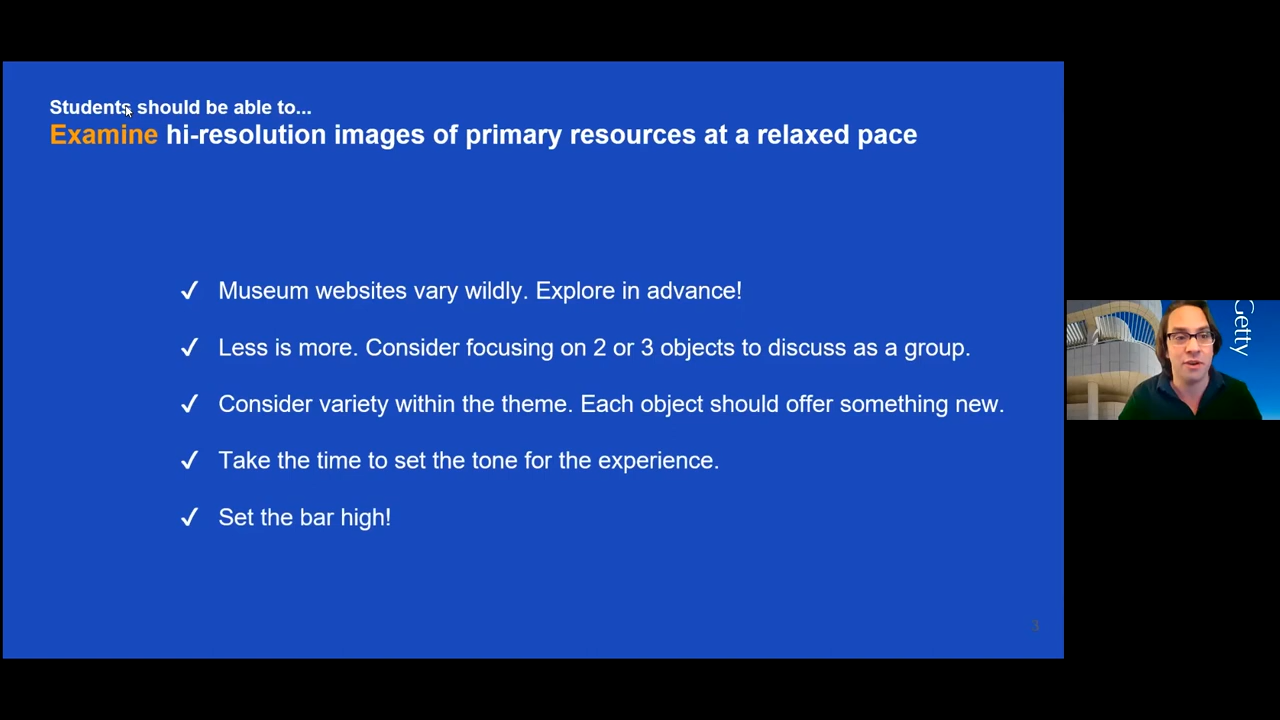 Students should be able to...
Examine hi-resolution images of primary resources at a relaxed pace
✓ Museum websites vary wildly. Explore in advance!
✓ Less is more. Consider focusing on 2 or 3 objects to discuss as a group.
✓ Consider variety within the theme. Each object should offer something new.
✓ Take the time to set the tone for the experience.
✓ Set the bar high!
3
Getty